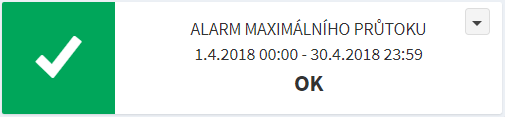 ALARM MAXIMÁLNÍHO PRŮTOKU
1.4.2018 00:00 - 30.4.2018 23:59
OK